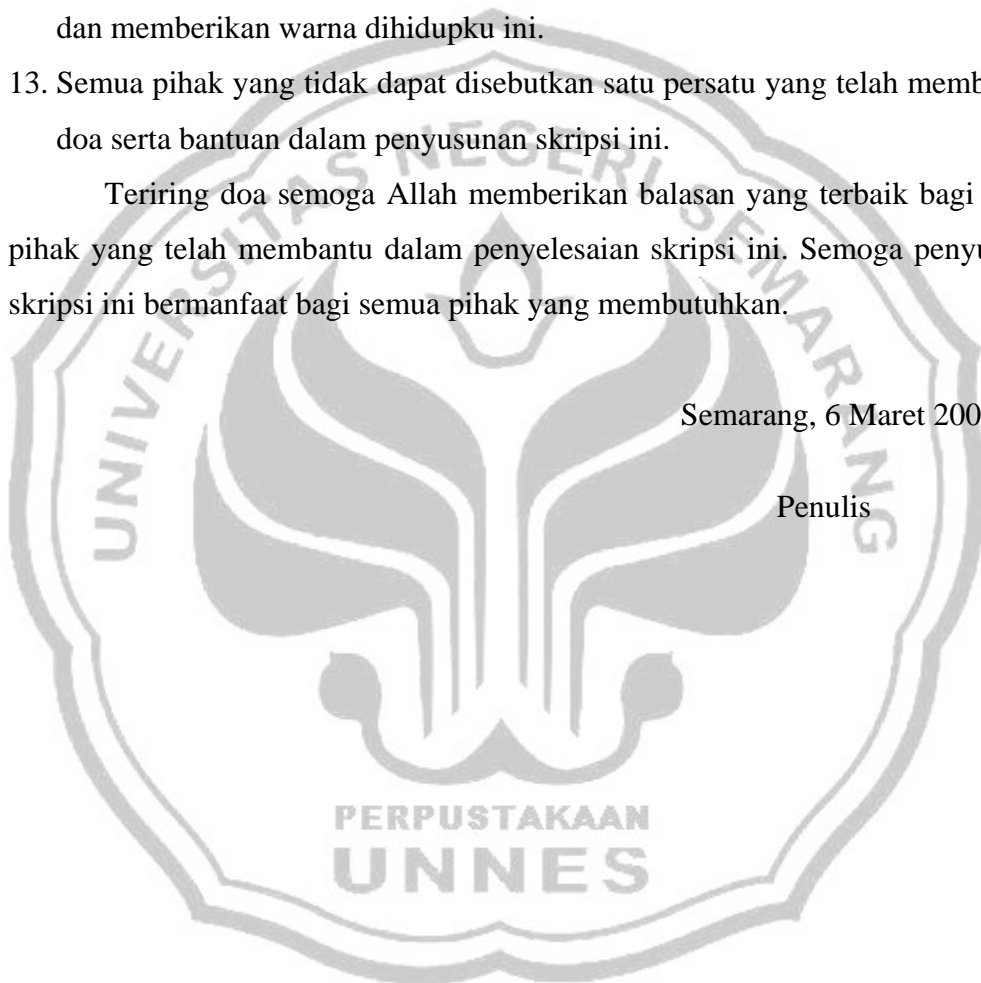 dan memberikan warna dihidupku ini.
13. Semua pihak yang tidak dapat disebutkan satu persatu yang telah memb
doa serta bantuan dalam penyusunan skripsi ini.
Teriring doa semoga Allah memberikan balasan yang terbaik bagi
pihak yang telah membantu dalam penyelesaian skripsi ini. Semoga penyu
skripsi ini bermanfaat bagi semua pihak yang membutuhkan.
Semarang, 6 Maret 200
Penulis
UNIVERSITAS NEGERI SEMARANG
PERPUSTAKAAN
UNNES